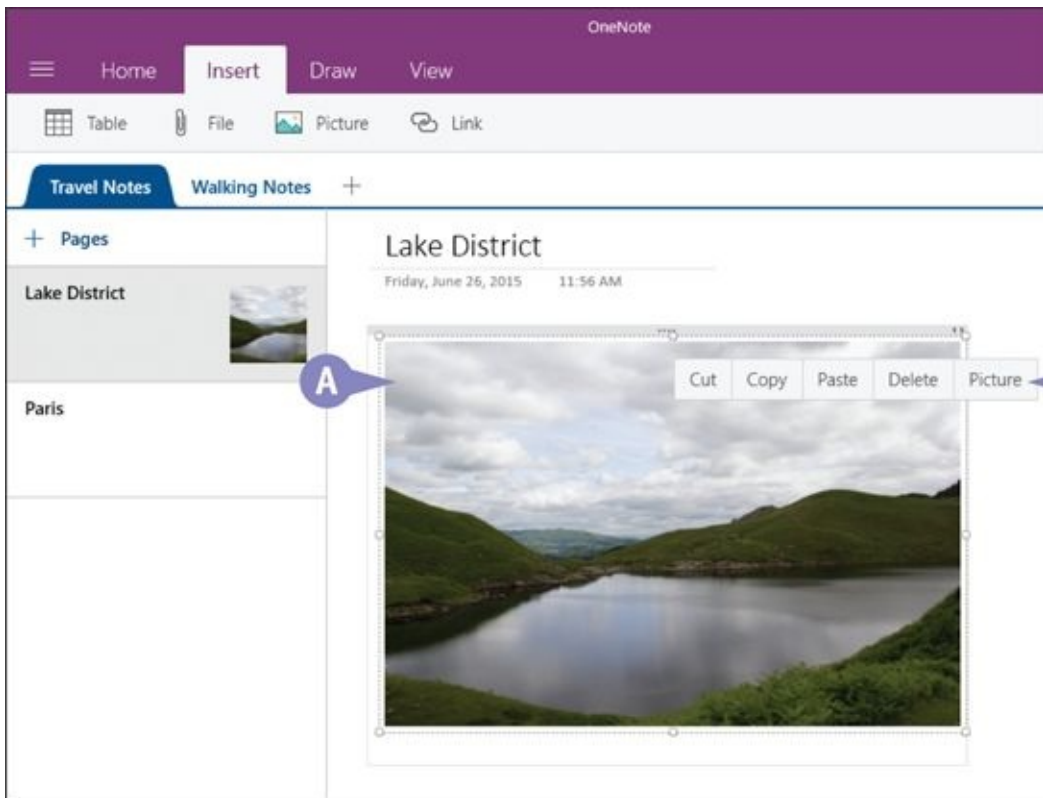 OneNote
Home Insert Draw View
Table File Picture Link
Travel Notes Walking Notes +
+ Pages
Lake District
Paris
Lake District
Friday, June 26, 2015 11:56 AM
A
Cut Copy Paste Delete Picture